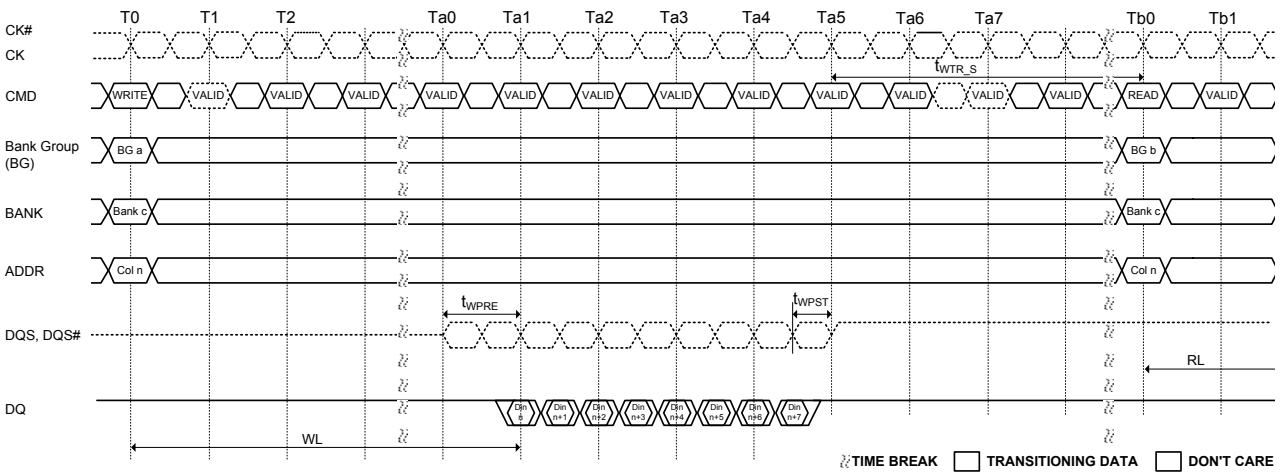 T0 T1 T2 Ta0 Ta1 Ta2 Ta3 Ta4 Ta5 Ta6 Ta7 Tb0 Tb1
CK#
CK
tWTR_S
CMD WRITE VALID VALID VALID VALID VALID VALID VALID VALID VALID VALID VALID VALID READ VALID
Bank Group
(BG)
BG a BG b
BANK Bank c Bank c
ADDR Col n Col n
tWPRE tWPST
DQS, DQS#
RL
DQ Din n Din n+1 Din n+2 Din n+3 Din n+4 Din n+5 Din n+6 Din n+7
WL
TIME BREAK TRANSITIONING DATA DON'T CARE